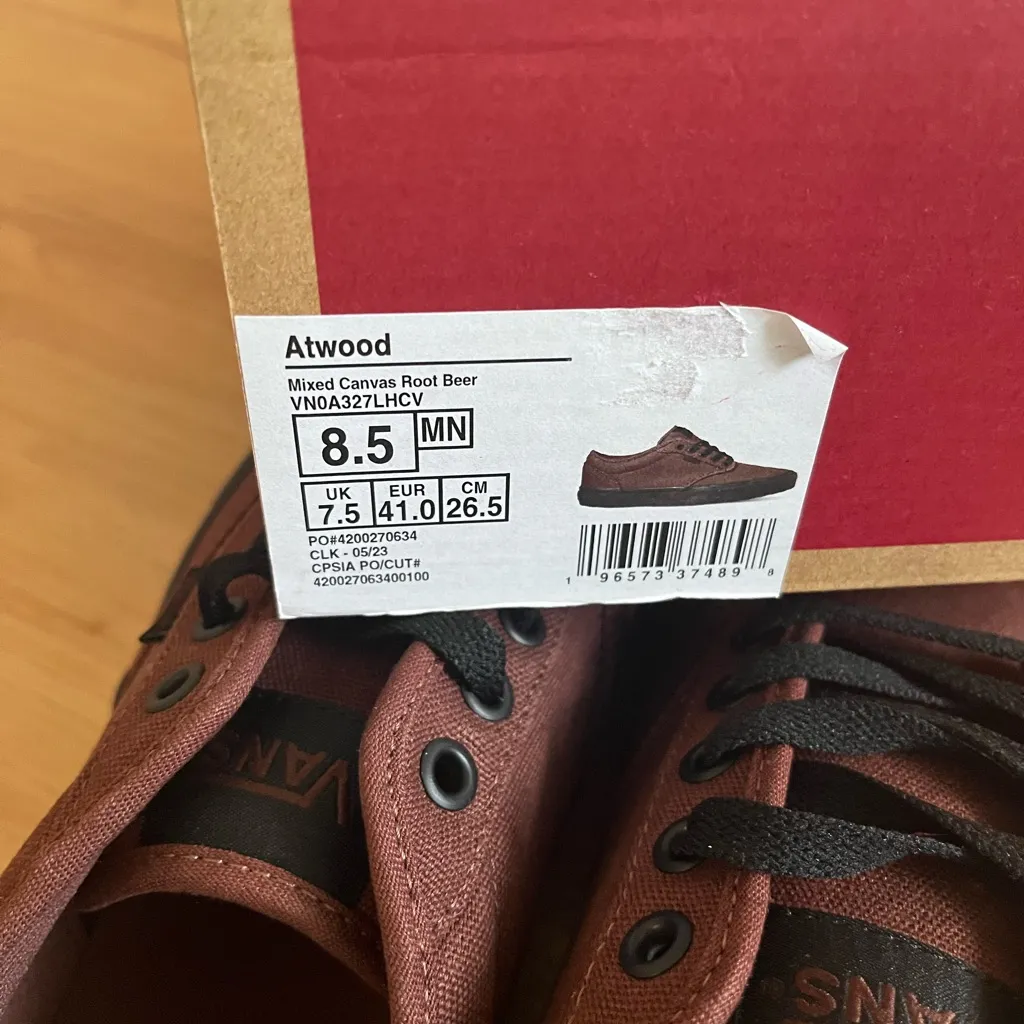 Atwood
Mixed Canvas Root Beer
VN0A327LHCV
8.5 MN
UK EUR CM
7.5 41.0 26.5
PO#4200270634
CLK - 05/23
CPSIA PO/CUT#
420027063400100
1 96573 37489 8
VANS
VANS